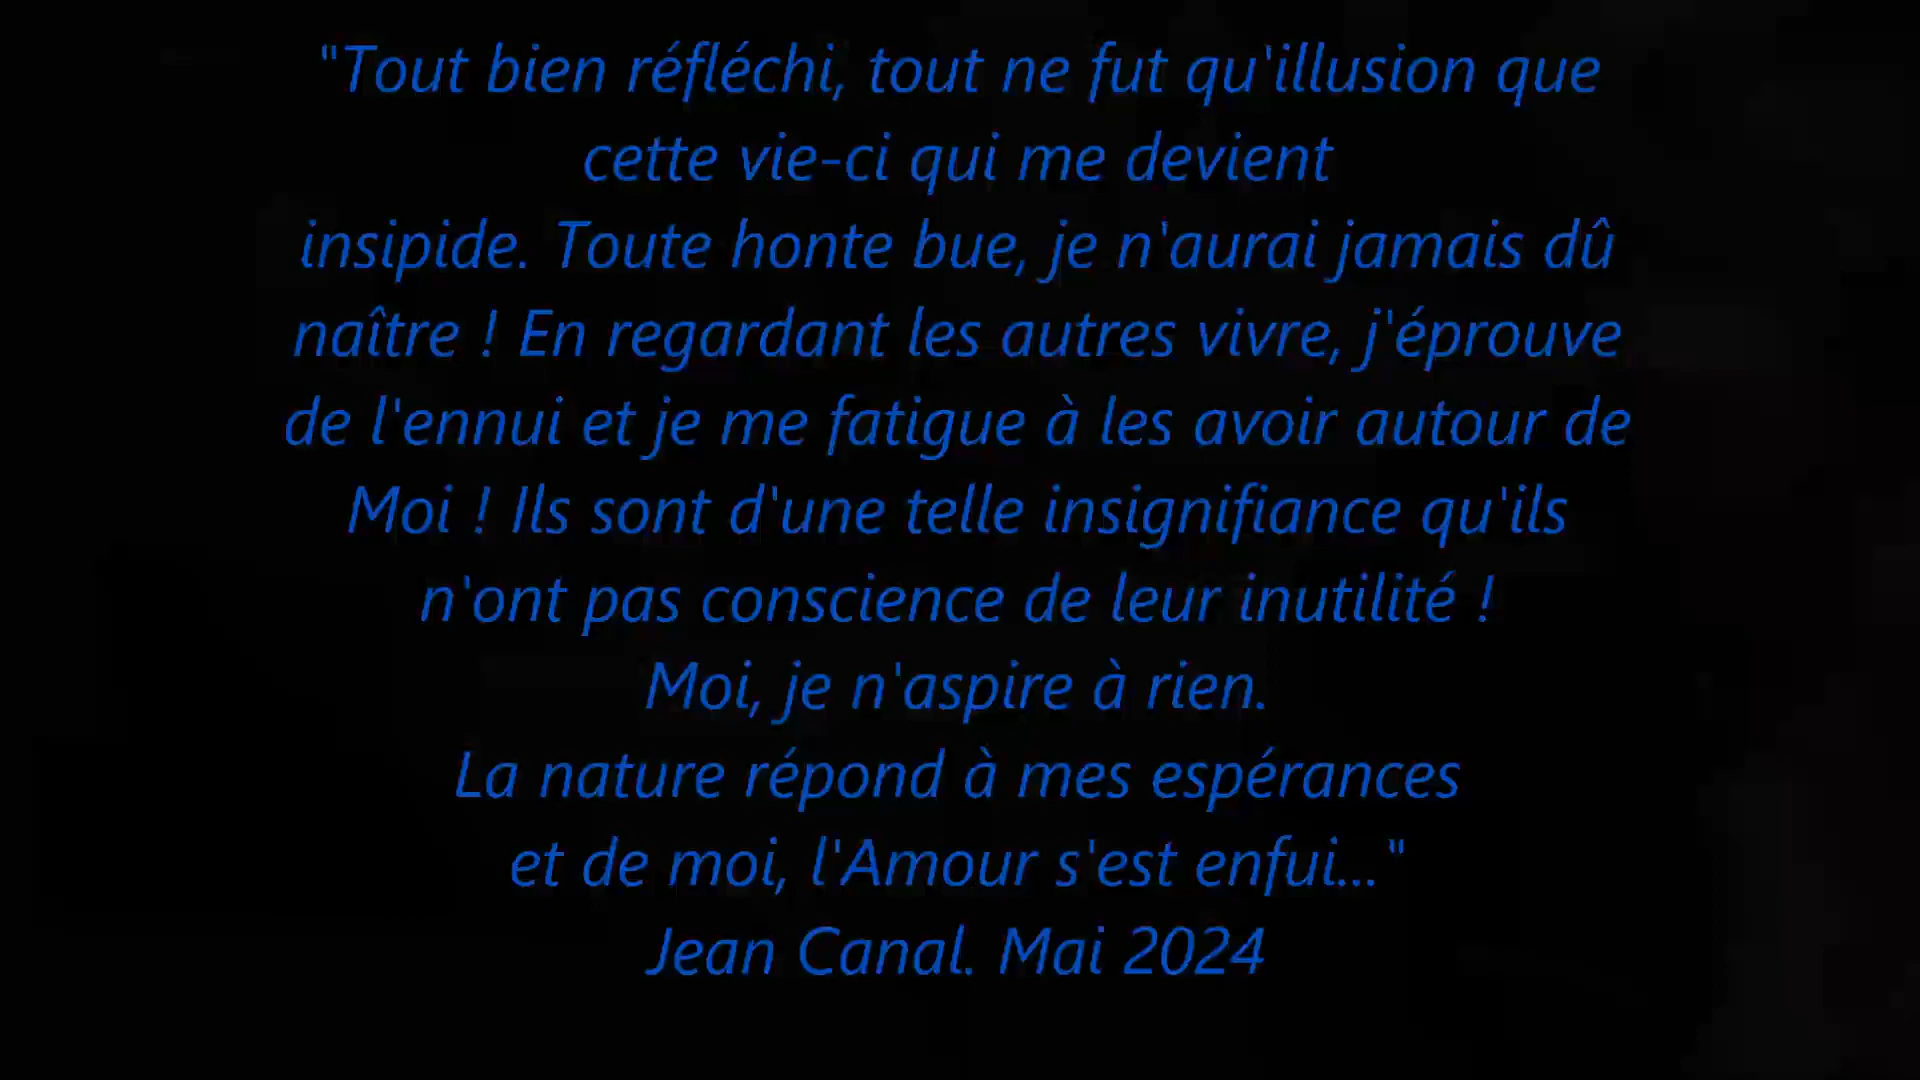 "Tout bien réfléchi, tout ne fut qu'illusion que
cette vie-ci qui me devient
insipide. Toute honte bue, je n'aurai jamais dû
naître ! En regardant les autres vivre, j'éprouve
de l'ennui et je me fatigue à les avoir autour de
Moi ! Ils sont d'une telle insignifiance qu'ils
n'ont pas conscience de leur inutilité !
Moi, je n'aspire à rien.
La nature répond à mes espérances
et de moi, l'Amour s'est enfui..."
Jean Canal. Mai 2024